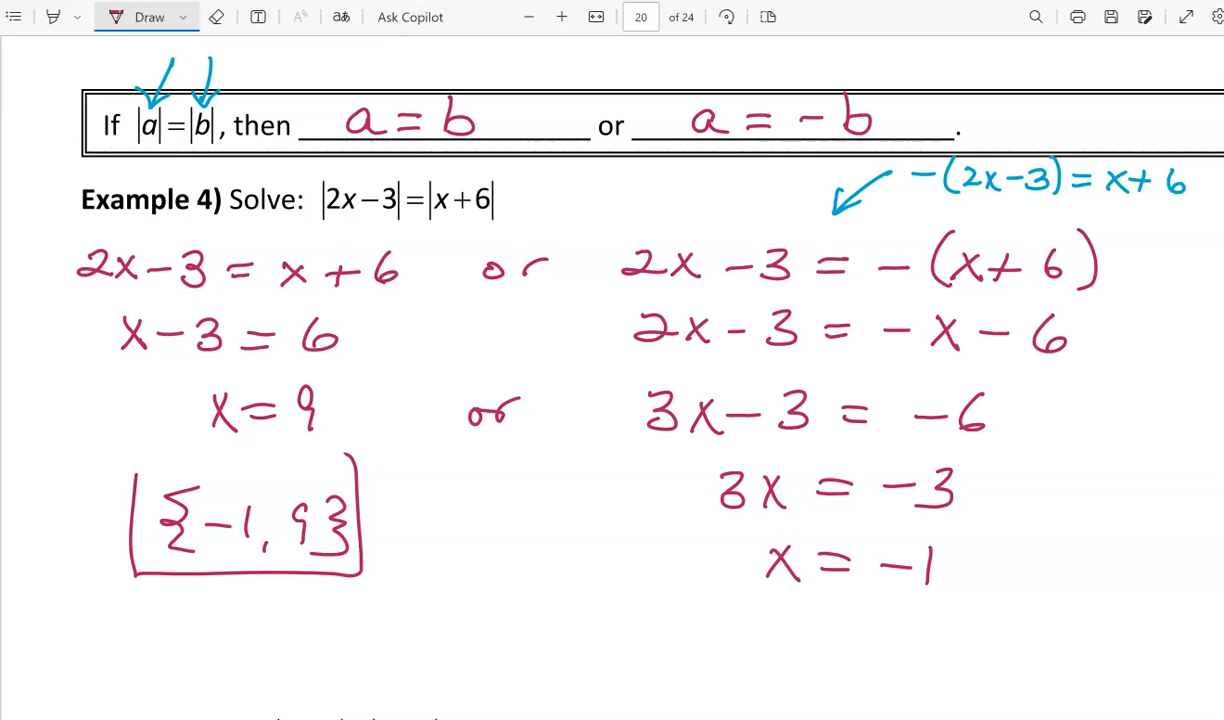 Draw Ask Copilot 20 of 24
If |a| = |b|, then a = b or a = - b.
-(2x-3) = x+6
Example 4) Solve: |2x-3| = |x+6|
2x-3 = x+6 or 2x-3 = -(x+6)
x-3 = 6 2x-3 = -x-6
x = 9 or 3x-3 = -6
{-1, 9} 3x = -3
x = -1